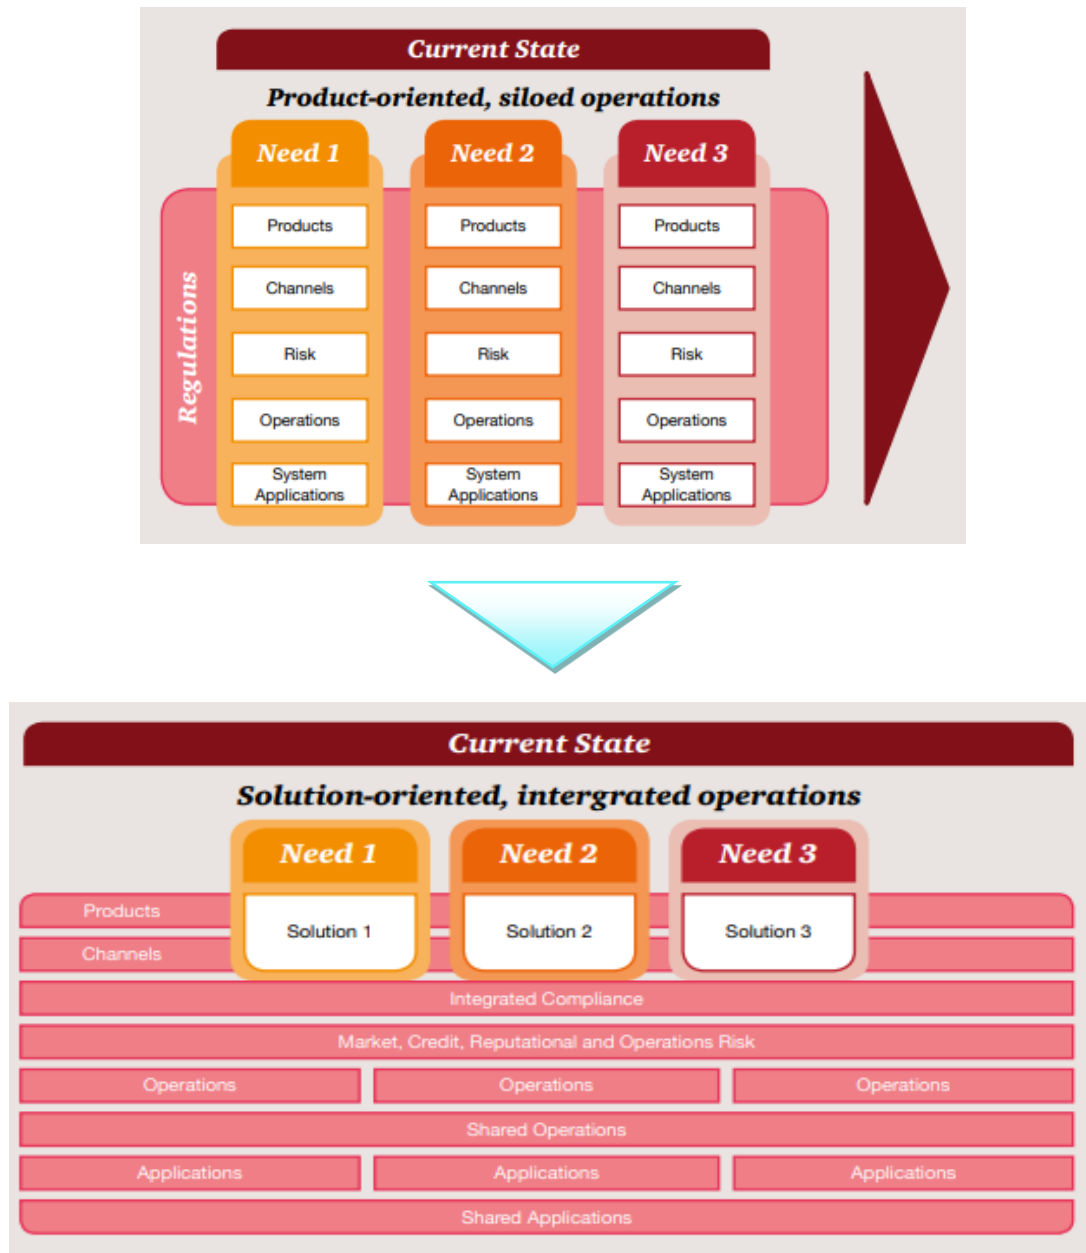 Current State
Product-oriented, siloed operations
Need 1 Need 2 Need 3
Regulations
Products Products Products
Channels Channels Channels
Risk Risk Risk
Operations Operations Operations
System System System
Applications Applications Applications
Current State
Solution-oriented, intergrated operations
Need 1 Need 2 Need 3
Products
Solution 1 Solution 2 Solution 3
Channels
Integrated Compliance
Market, Credit, Reputational and Operations Risk
Operations Operations Operations
Shared Operations
Applications Applications Applications
Shared Applications